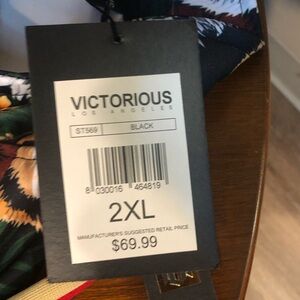 VICTORIOUS
LOS ANGELES
ST569 BLACK
8 030016 464819
2XL
MANUFACTURER'S SUGGESTED RETAIL PRICE
$69.99